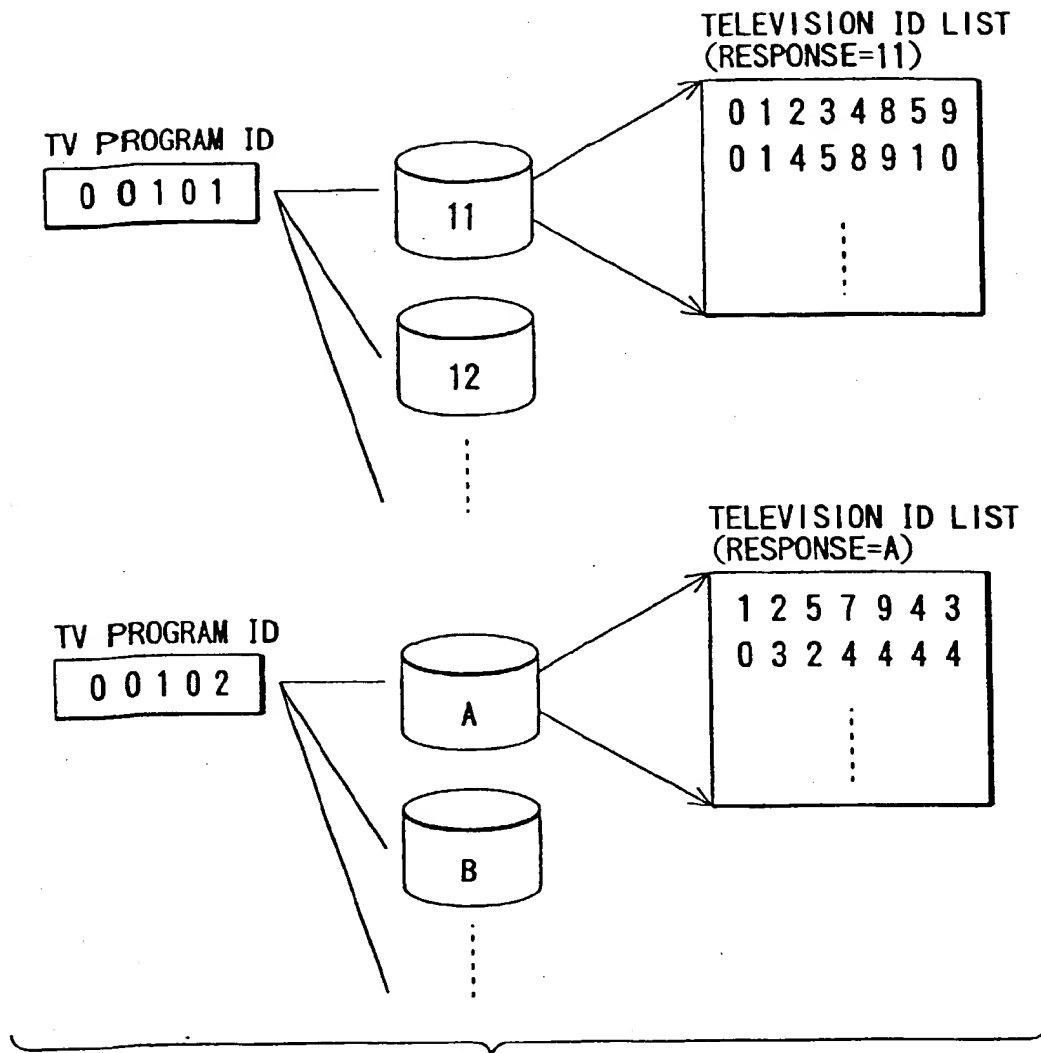 TELEVISION ID LIST
(RESPONSE=11)
0 1 2 3 4 8 5 9
0 1 4 5 8 9 1 0
TV PROGRAM ID
0 0 1 0 1
11
12
TELEVISION ID LIST
(RESPONSE=A)
1 2 5 7 9 4 3
0 3 2 4 4 4 4
TV PROGRAM ID
0 0 1 0 2
A
B